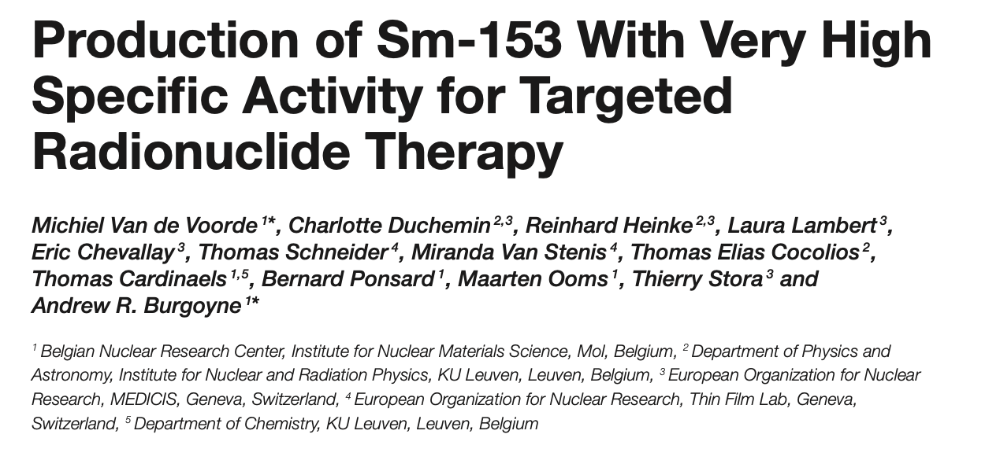 Production of Sm-153 With Very High
Specific Activity for Targeted
Radionuclide Therapy
Michiel Van de Voorde 1*, Charlotte Duchemin 2,3, Reinhard Heinke 2,3, Laura Lambert 3,
Eric Chevallay 3, Thomas Schneider 4, Miranda Van Stenis 4, Thomas Elias Cocolios 2,
Thomas Cardinaels 1,5, Bernard Ponsard 1, Maarten Ooms 1, Thierry Stora 3 and
Andrew R. Burgoyne 1*
1 Belgian Nuclear Research Center, Institute for Nuclear Materials Science, Mol, Belgium, 2 Department of Physics and
Astronomy, Institute for Nuclear and Radiation Physics, KU Leuven, Leuven, Belgium, 3 European Organization for Nuclear
Research, MEDICIS, Geneva, Switzerland, 4 European Organization for Nuclear Research, Thin Film Lab, Geneva,
Switzerland, 5 Department of Chemistry, KU Leuven, Leuven, Belgium